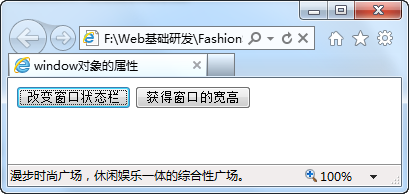 F:\Web基础研发\Fashion
window对象的属性
改变窗口状态栏 获得窗口的宽高
漫步时尚广场，休闲娱乐一体的综合性广场。 100%